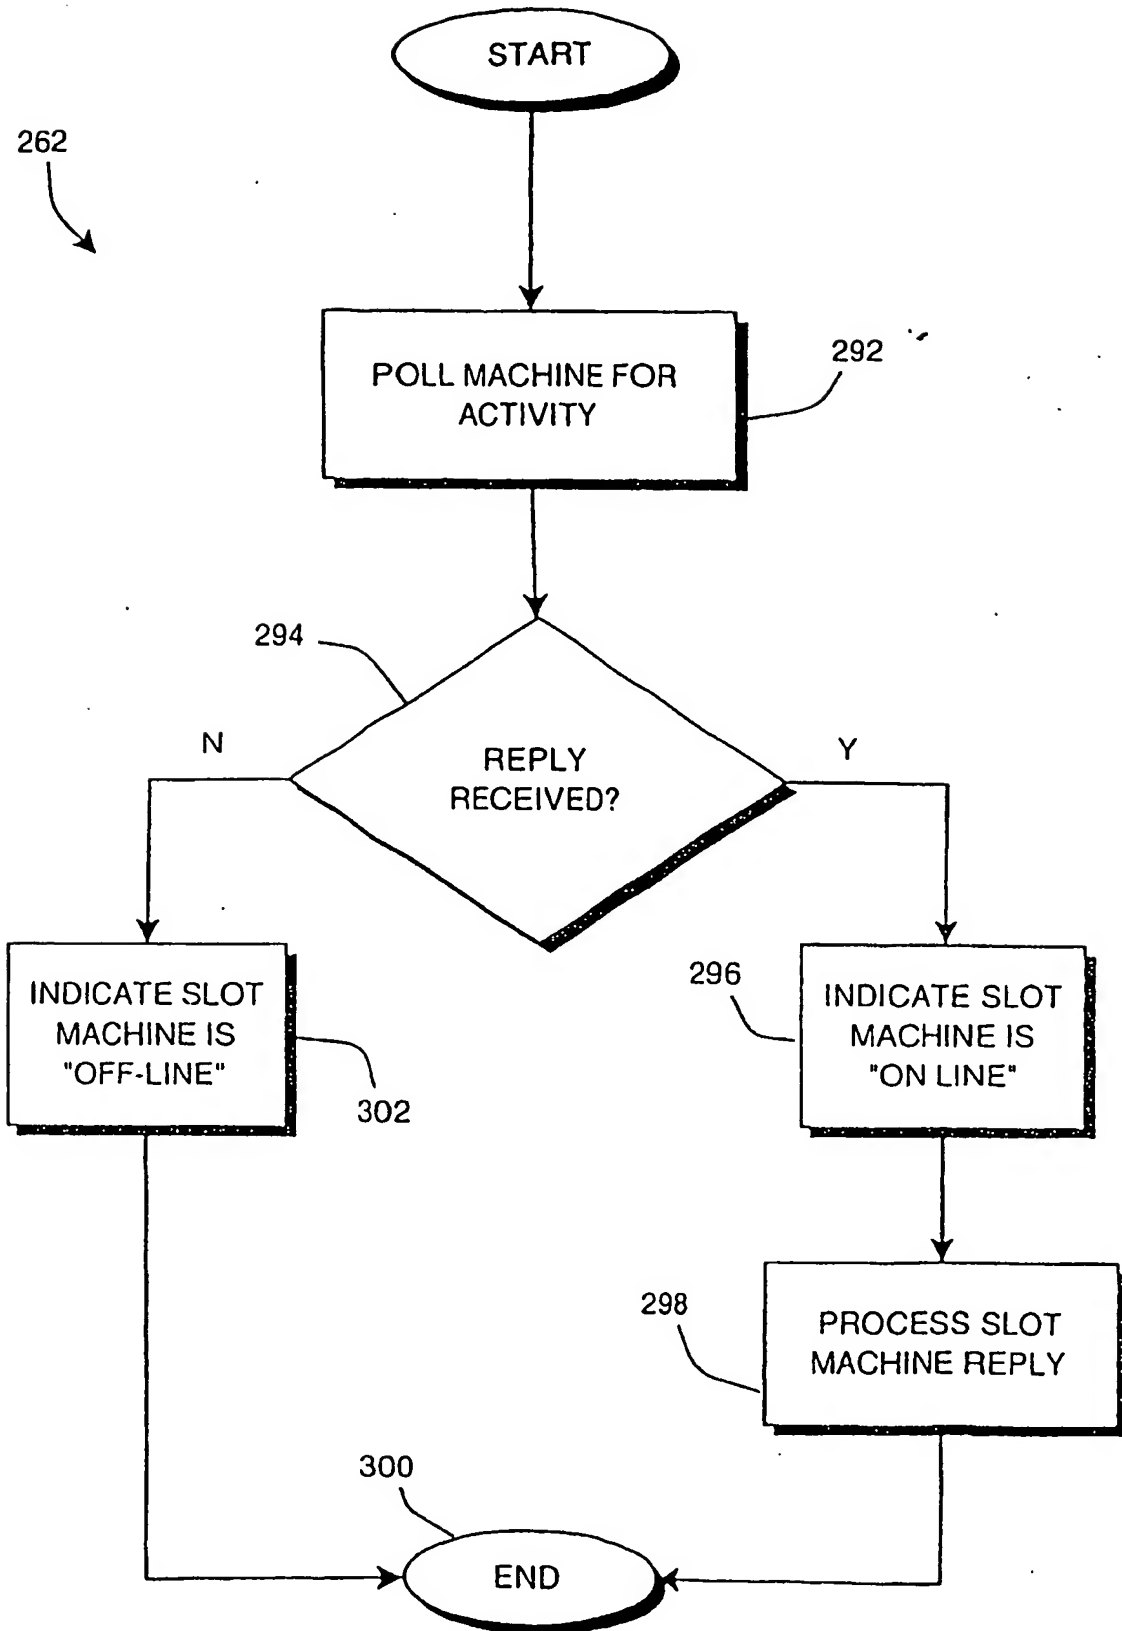 START
262
POLL MACHINE FOR
ACTIVITY
292
294
N
REPLY
RECEIVED?
Y
INDICATE SLOT
MACHINE IS
"OFF-LINE"
302
296
INDICATE SLOT
MACHINE IS
"ON LINE"
298
PROCESS SLOT
MACHINE REPLY
300
END